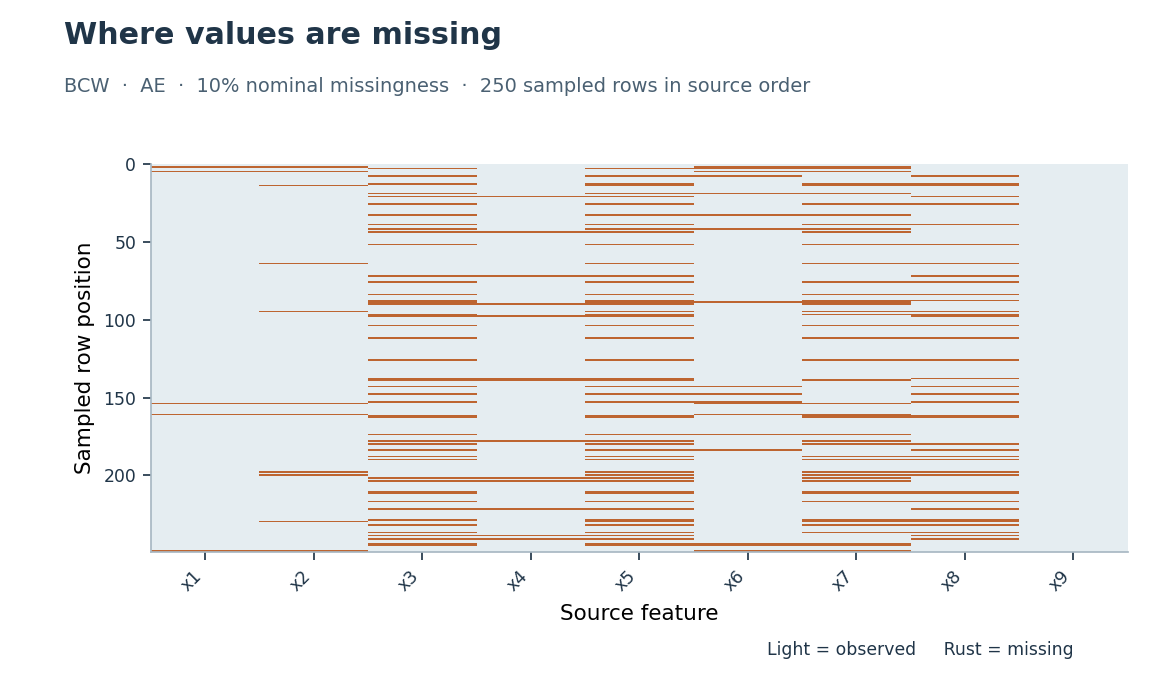 Where values are missing
BCW · AE · 10% nominal missingness · 250 sampled rows in source order
Sampled row position
0
50
100
150
200
x1 x2 x3 x4 x5 x6 x7 x8 x9
Source feature
Light = observed Rust = missing